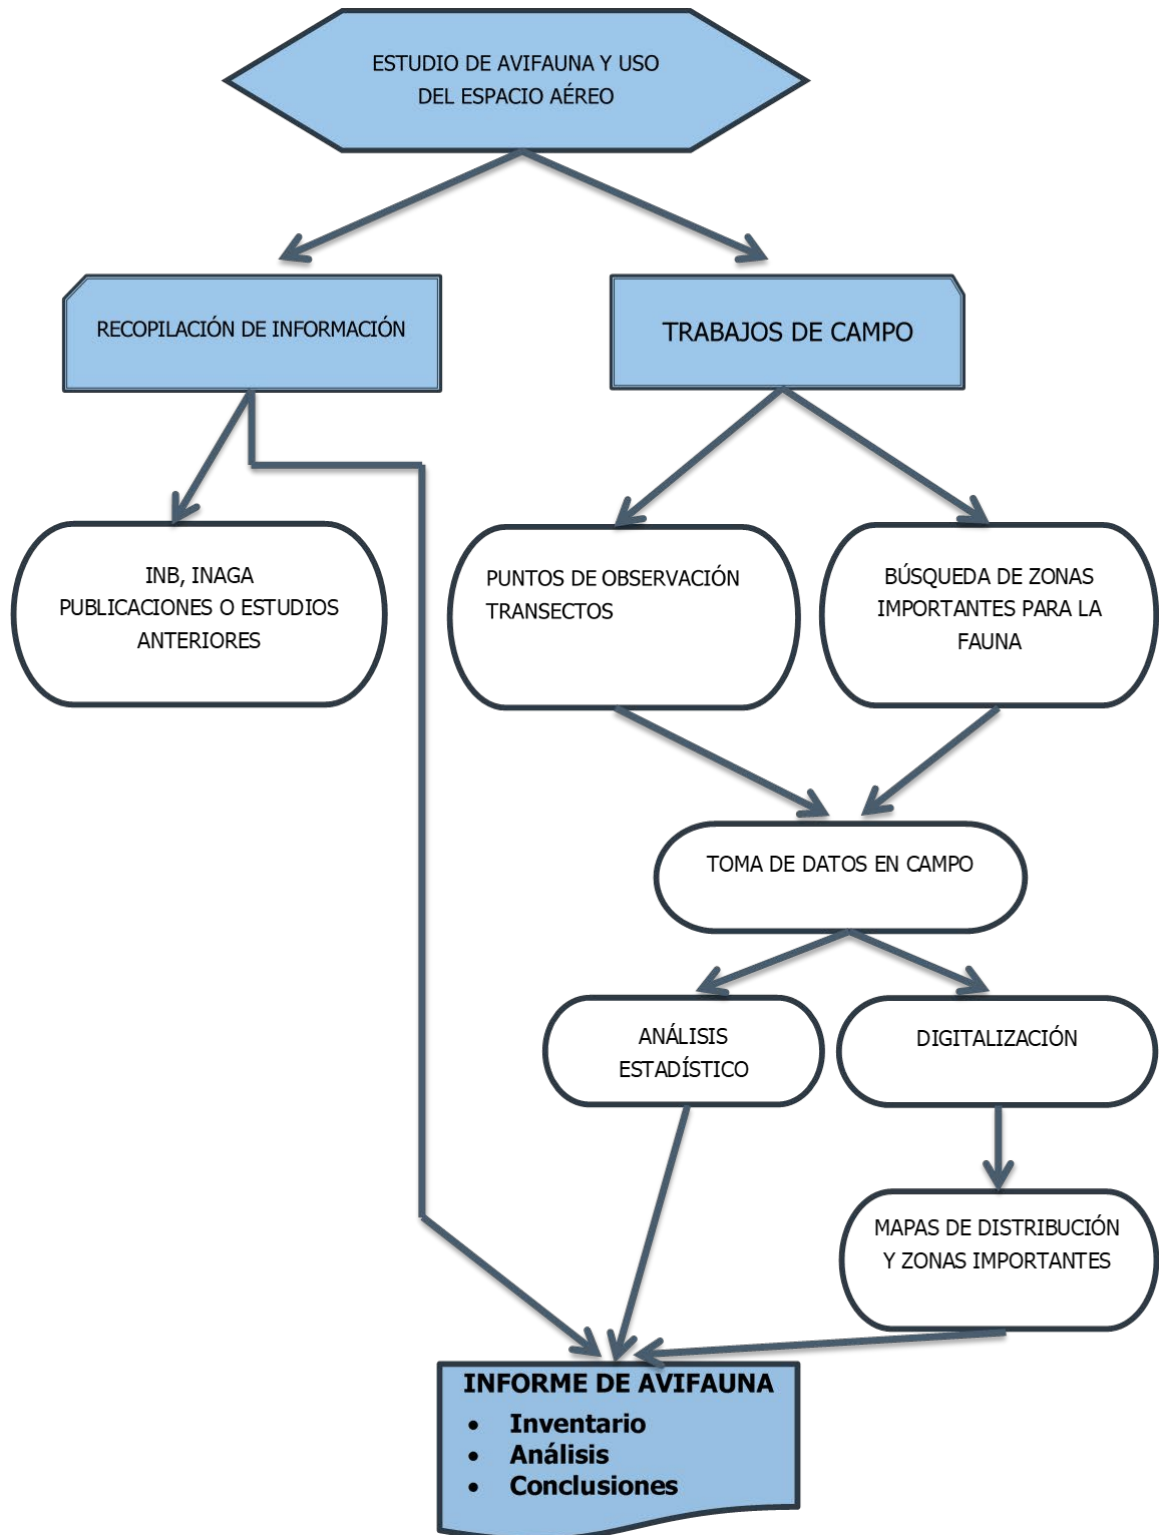 ESTUDIO DE AVIFAUNA Y USO
DEL ESPACIO AÉREO
RECOPILACIÓN DE INFORMACIÓN
TRABAJOS DE CAMPO
INB, INAGA
PUBLICACIONES O ESTUDIOS
ANTERIORES
PUNTOS DE OBSERVACIÓN
TRANSECTOS
BÚSQUEDA DE ZONAS
IMPORTANTES PARA LA
FAUNA
TOMA DE DATOS EN CAMPO
ANÁLISIS
ESTADÍSTICO
DIGITALIZACIÓN
MAPAS DE DISTRIBUCIÓN
Y ZONAS IMPORTANTES
INFORME DE AVIFAUNA
• Inventario
• Análisis
• Conclusiones